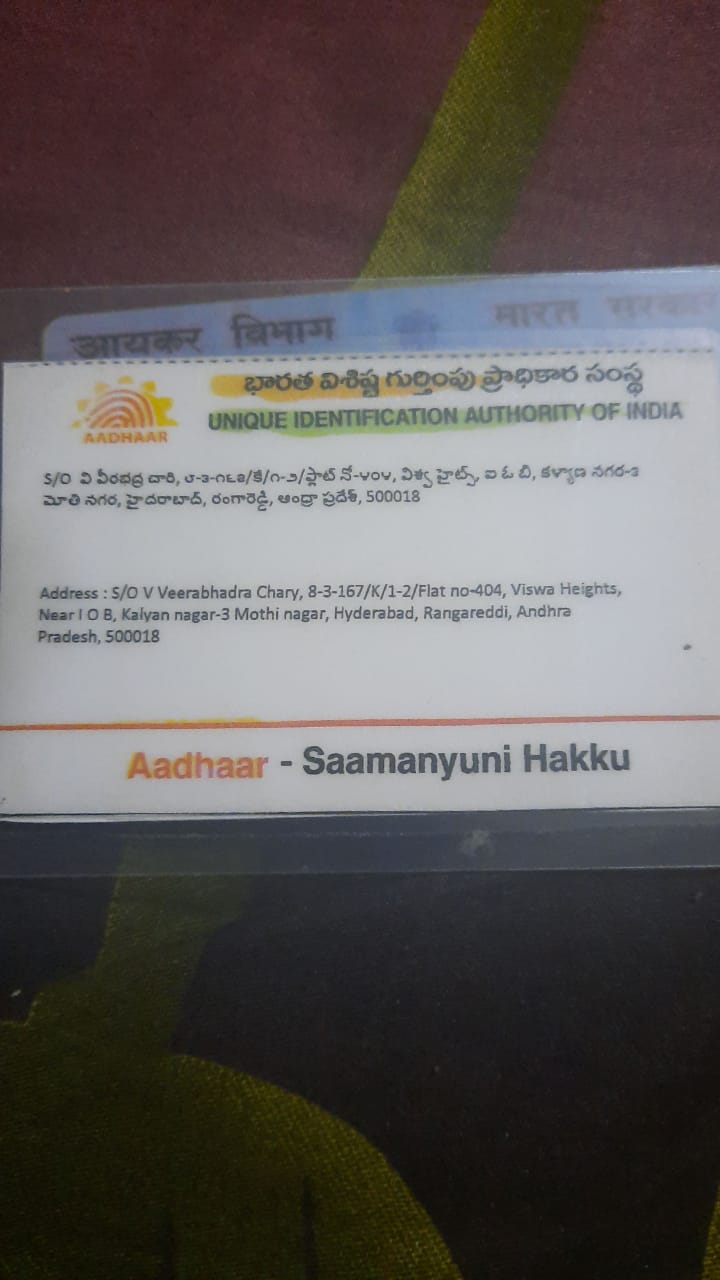 आयकर विभाग
भारत सरकार
భారత విశిష్ట గుర్తింపు ప్రాధికార సంస్థ
AADHAAR
UNIQUE IDENTIFICATION AUTHORITY OF INDIA
S/O వి వీరభద్ర చారి, ౮-౩-౧౬౭/కే/౧-౨/ఫ్లాట్ నో-౪౦౪, విశ్వ హైట్స్, ఐ ఓ బి, కళ్యాణ నగర-౩
మోతి నగర, హైదరాబాద్, రంగారెడ్డి, ఆంధ్రా ప్రదేశ్, 500018
Address : S/O V Veerabhadra Chary, 8-3-167/K/1-2/Flat no-404, Viswa Heights,
Near I O B, Kalyan nagar-3 Mothi nagar, Hyderabad, Rangareddi, Andhra
Pradesh, 500018
Aadhaar - Saamanyuni Hakku